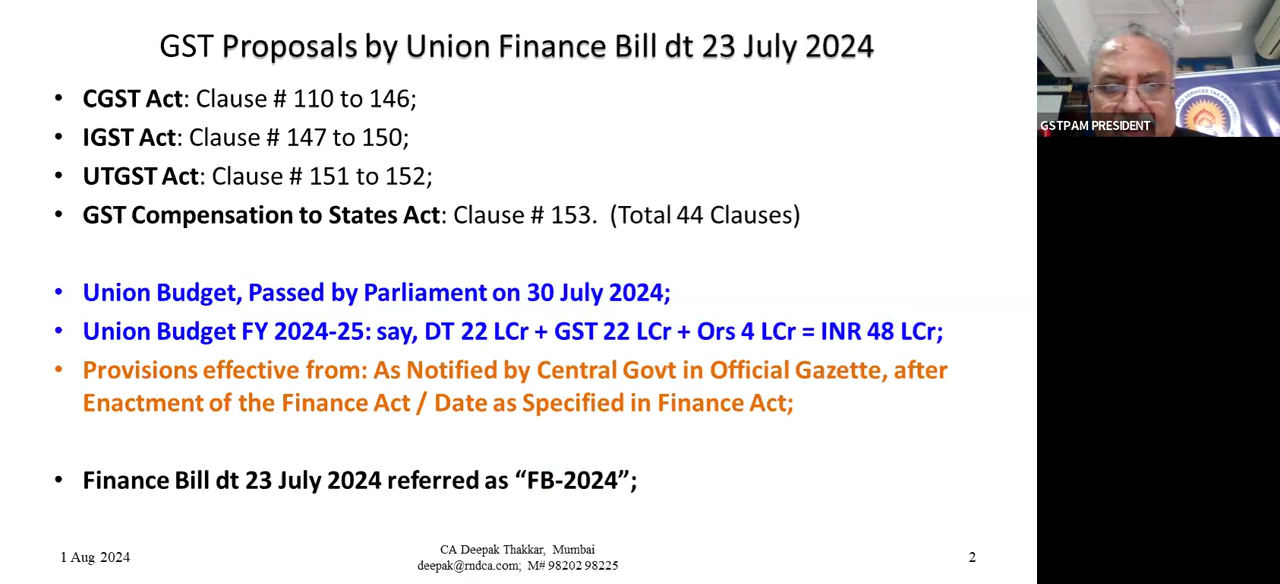 GST Proposals by Union Finance Bill dt 23 July 2024
• CGST Act: Clause # 110 to 146;
• IGST Act: Clause # 147 to 150;
• UTGST Act: Clause # 151 to 152;
• GST Compensation to States Act: Clause # 153. (Total 44 Clauses)
• Union Budget, Passed by Parliament on 30 July 2024;
• Union Budget FY 2024-25: say, DT 22 LCr + GST 22 LCr + Ors 4 LCr = INR 48 LCr;
• Provisions effective from: As Notified by Central Govt in Official Gazette, after
Enactment of the Finance Act / Date as Specified in Finance Act;
• Finance Bill dt 23 July 2024 referred as “FB-2024”;
1 Aug 2024
CA Deepak Thakkar, Mumbai
deepak@rndca.com; M# 98202 98225
2
GSTPAM PRESIDENT